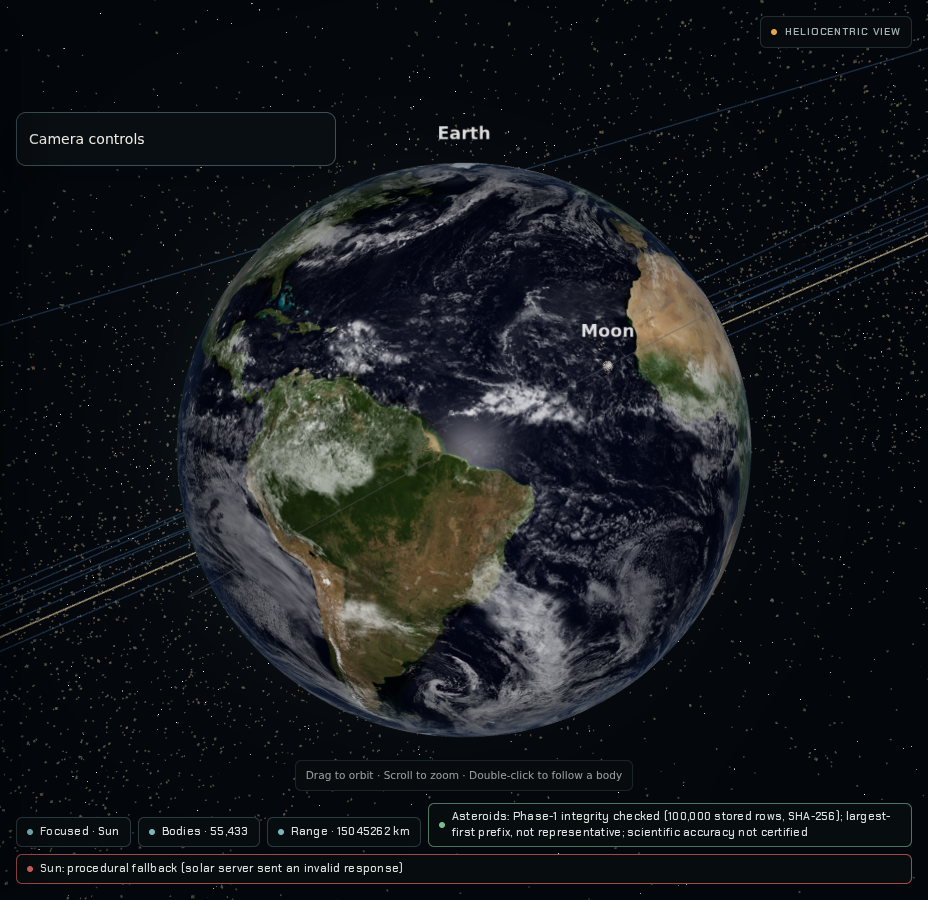 HELIOCENTRIC VIEW
Camera controls
Earth
Moon
Drag to orbit · Scroll to zoom · Double-click to follow a body
Focused · Sun
Bodies · 55,433
Range · 15045262 km
Asteroids: Phase-1 integrity checked (100,000 stored rows, SHA-256); largest-
first prefix, not representative; scientific accuracy not certified
Sun: procedural fallback (solar server sent an invalid response)